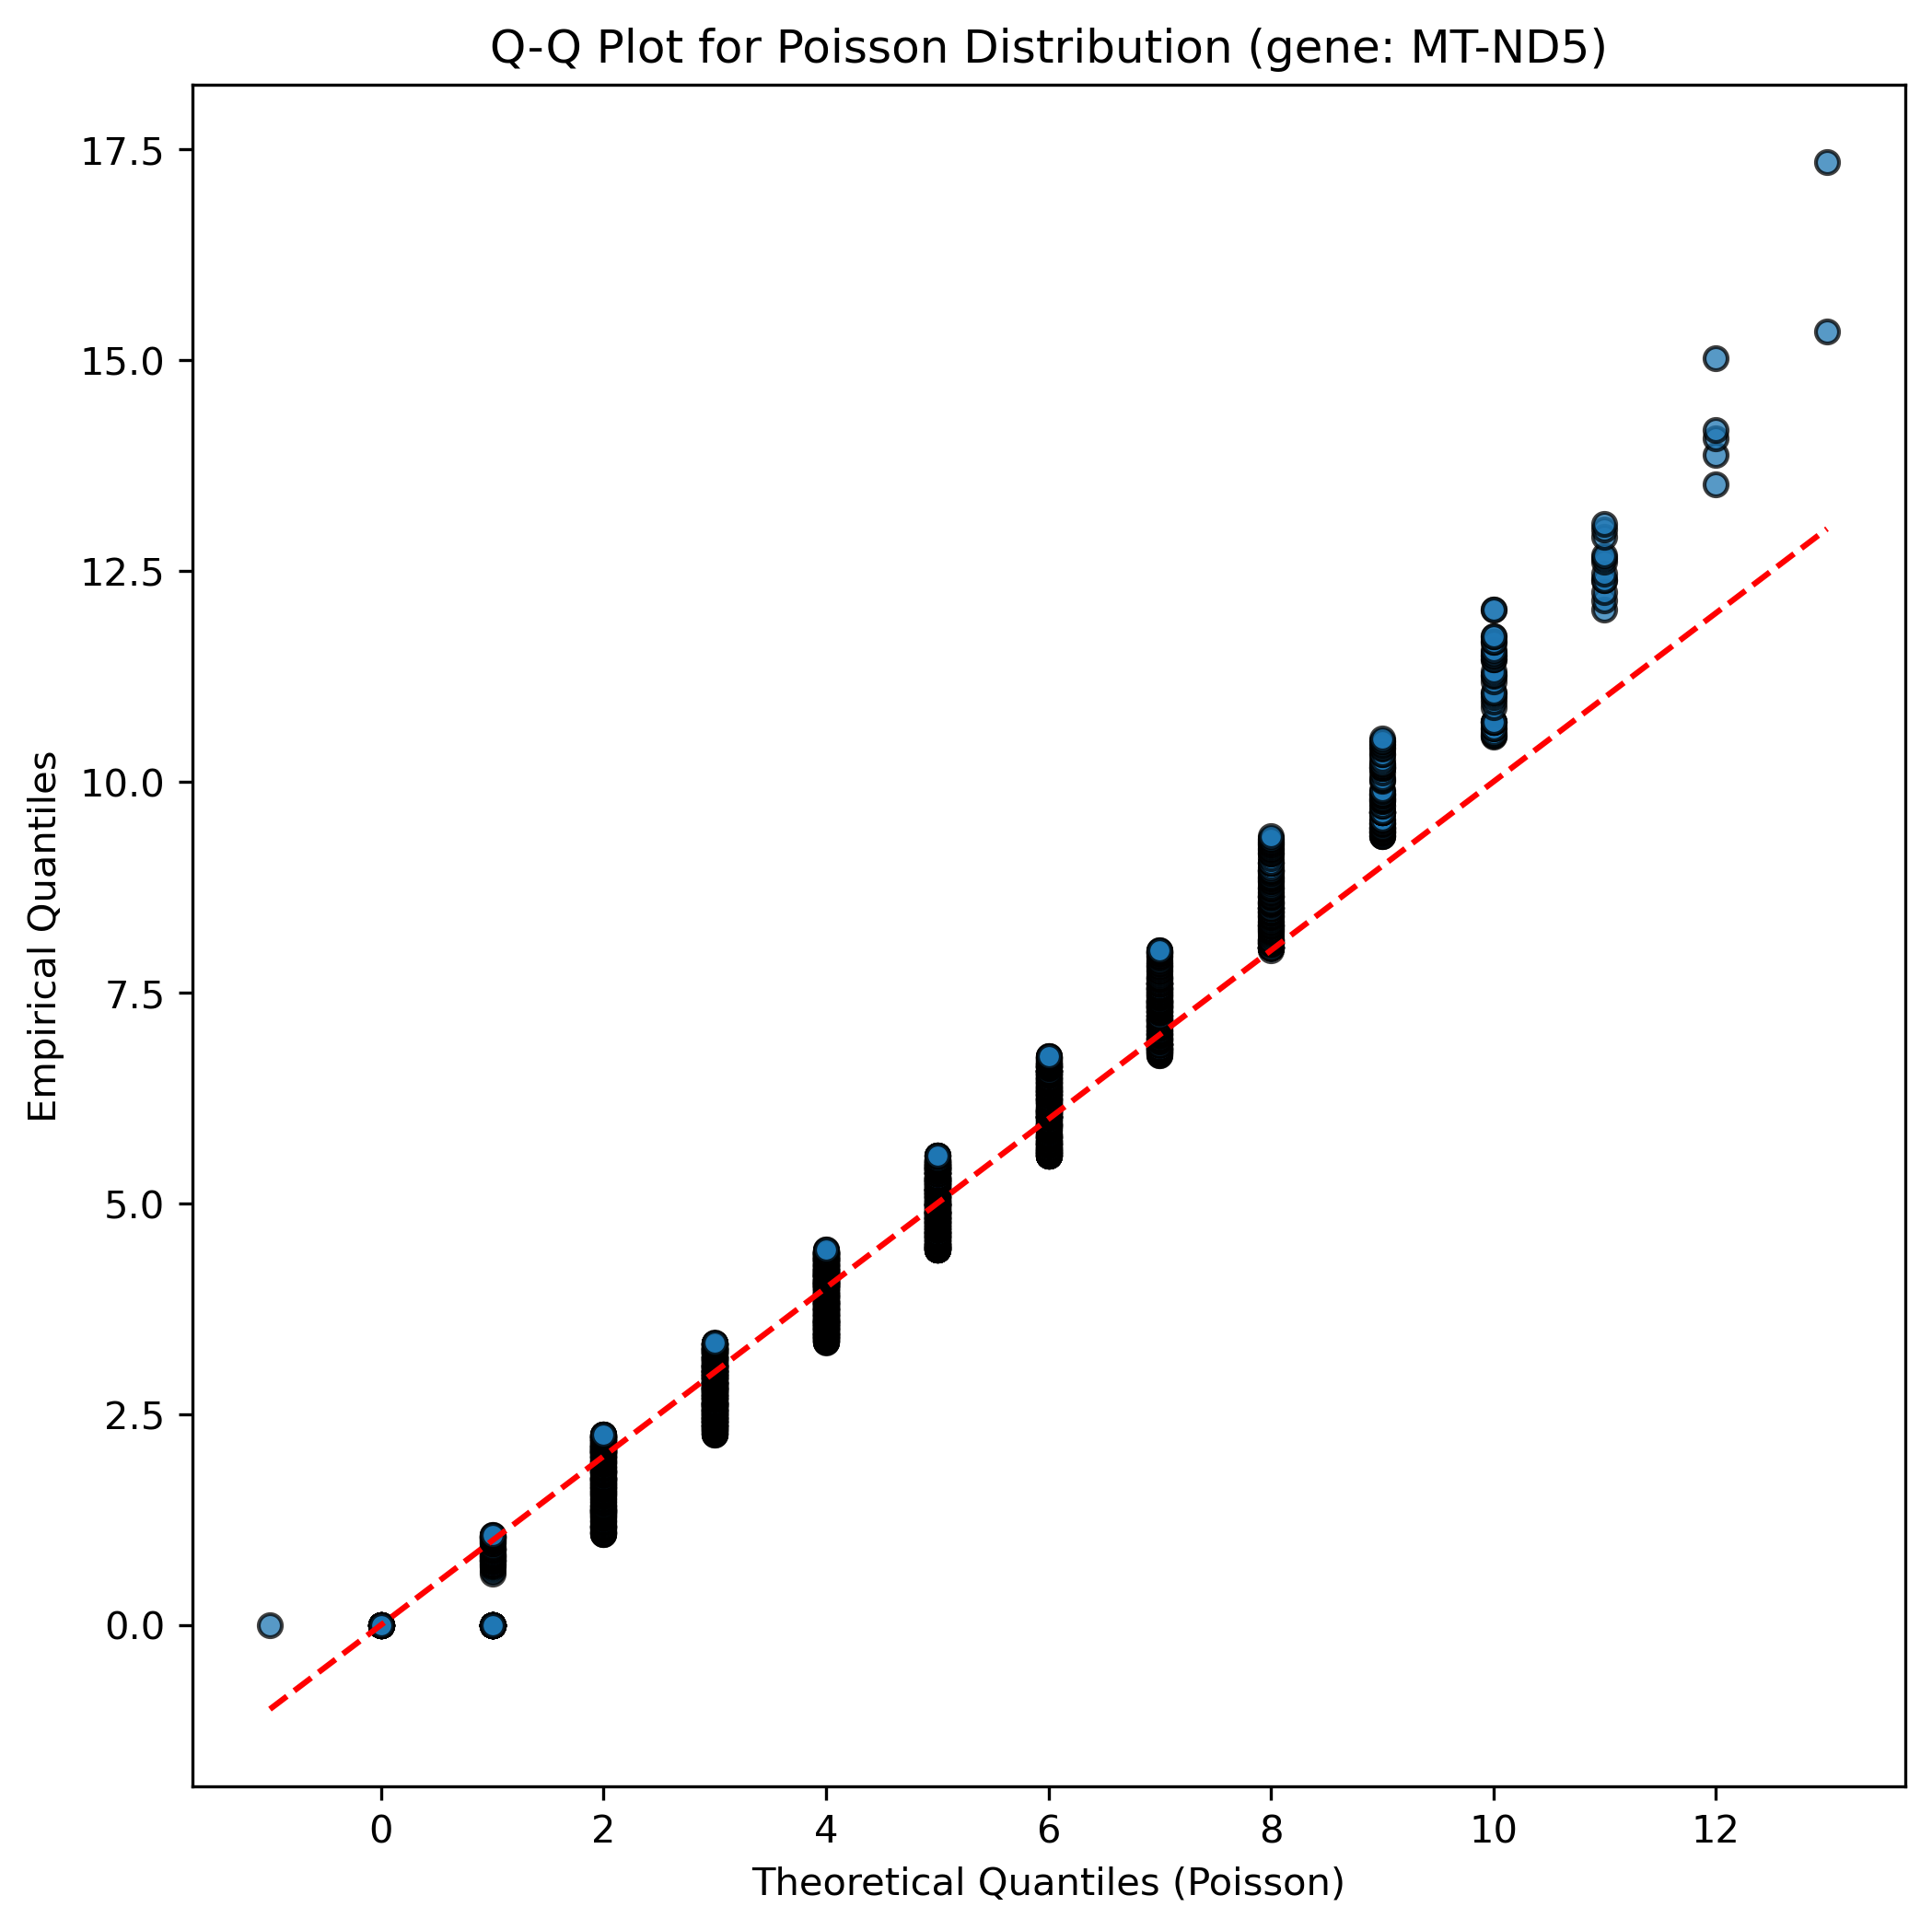 Q-Q Plot for Poisson Distribution (gene: MT-ND5)
17.5
15.0
12.5
10.0
7.5
5.0
2.5
0.0
Empirical Quantiles
0 2 4 6 8 10 12
Theoretical Quantiles (Poisson)